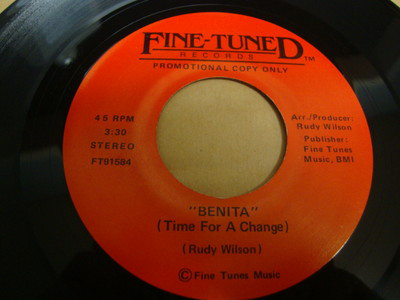 FINE-TUNED TM
RECORDS
PROMOTIONAL COPY ONLY
45 RPM
3:30
STEREO
FT91584
Arr./Producer:
Rudy Wilson
Publisher:
Fine Tunes
Music, BMI
"BENITA"
(Time For A Change)
(Rudy Wilson)
© Fine Tunes Music